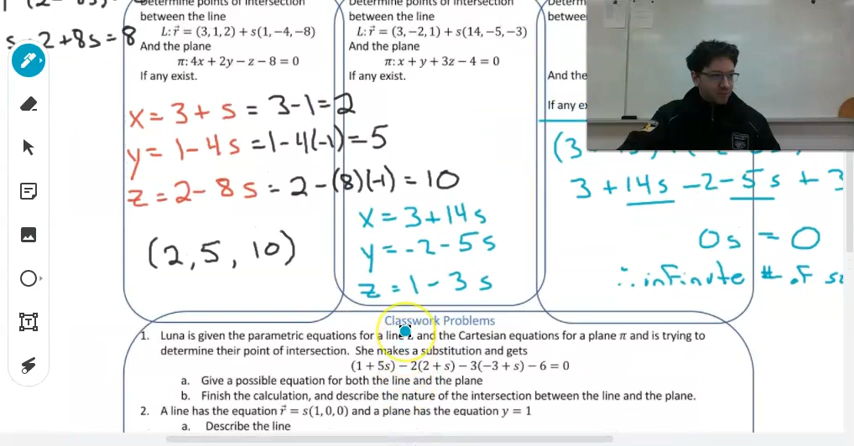 Determine points of intersection
between the line
L: r⃗ = (3, 1, 2) + s(1, −4, −8)
And the plane
π: 4x + 2y − z − 8 = 0
If any exist.
s 2 + 8s = 8
x = 3 + s = 3 - 1 = 2
y = 1 - 4s = 1 - 4(-1) = 5
z = 2 - 8s = 2 - (8)(-1) = 10
(2, 5, 10)
Determine points of intersection
between the line
L: r⃗ = (3, −2, 1) + s(14, −5, −3)
And the plane
π: x + y + 3z − 4 = 0
If any exist.
x = 3 + 14s
y = -2 - 5s
z = 1 - 3s
Determ
betwee
And the
If any e
(3
3 + 14s - 2 - 5s + 3
0s = 0
∴ infinite # of s
Classwork Problems
1. Luna is given the parametric equations for a line and the Cartesian equations for a plane π and is trying to
determine their point of intersection. She makes a substitution and gets
(1 + 5s) − 2(2 + s) − 3(−3 + s) − 6 = 0
a. Give a possible equation for both the line and the plane
b. Finish the calculation, and describe the nature of the intersection between the line and the plane.
2. A line has the equation r⃗ = s(1, 0, 0) and a plane has the equation y = 1
a. Describe the line